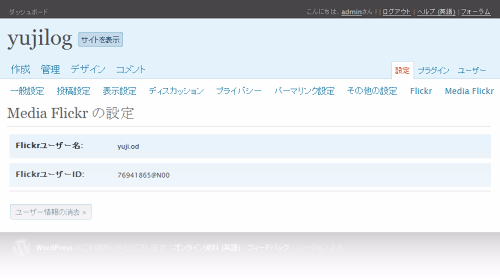 ダッシュボード こんにちは、adminさん！ | ログアウト | ヘルプ (英語) | フォーラム
yujilog サイトを表示
作成 管理 デザイン コメント 設定 プラグイン ユーザー
一般設定 投稿設定 表示設定 ディスカッション プライバシー パーマリンク設定 その他の設定 Flickr Media Flickr
Media Flickr の設定
Flickrユーザー名: yuji.od
FlickrユーザーID: 76941865@N00
ユーザー情報の消去 »
WordPress オンライン資料 (英語) フィードバック